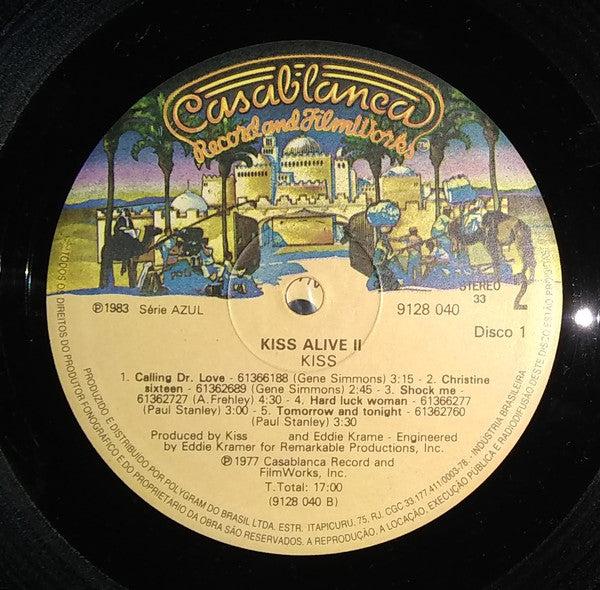 Casablanca
Record and FilmWorks
TM
STEREO
33
2
℗1983 Série AZUL
9128 040
Disco 1
KISS ALIVE II
KISS
1. Calling Dr. Love - 61366188 (Gene Simmons) 3:15 - 2. Christine
sixteen - 61362689 (Gene Simmons) 2:45 - 3. Shock me -
61362727 (A.Frehley) 4:30 - 4. Hard luck woman - 61366277
(Paul Stanley) 3:00 - 5. Tomorrow and tonight - 61362760
(Paul Stanley) 3:30
Produced by Kiss and Eddie Krame - Engineered
by Eddie Kramer for Remarkable Productions, Inc.
℗1977 Casablanca Record and
FilmWorks, Inc.
T.Total: 17:00
(9128 040 B)
PRODUZIDO E DISTRIBUIDO POR POLYGRAM DO BRASIL LTDA. ESTR. ITAPICURU, 75, RJ. CGC 33.177.411.0003-78. - INDÚSTRIA BRASILEIRA
TODOS OS DIREITOS DO PRODUTOR FONOGRÁFICO E DO PROPRIETÁRIO DA OBRA SÃO RESERVADOS. A REPRODUÇÃO, A LOCAÇÃO, EXECUÇÃO PUBLICA E RADIODIFUSÃO DESTE DISCO ESTÃO